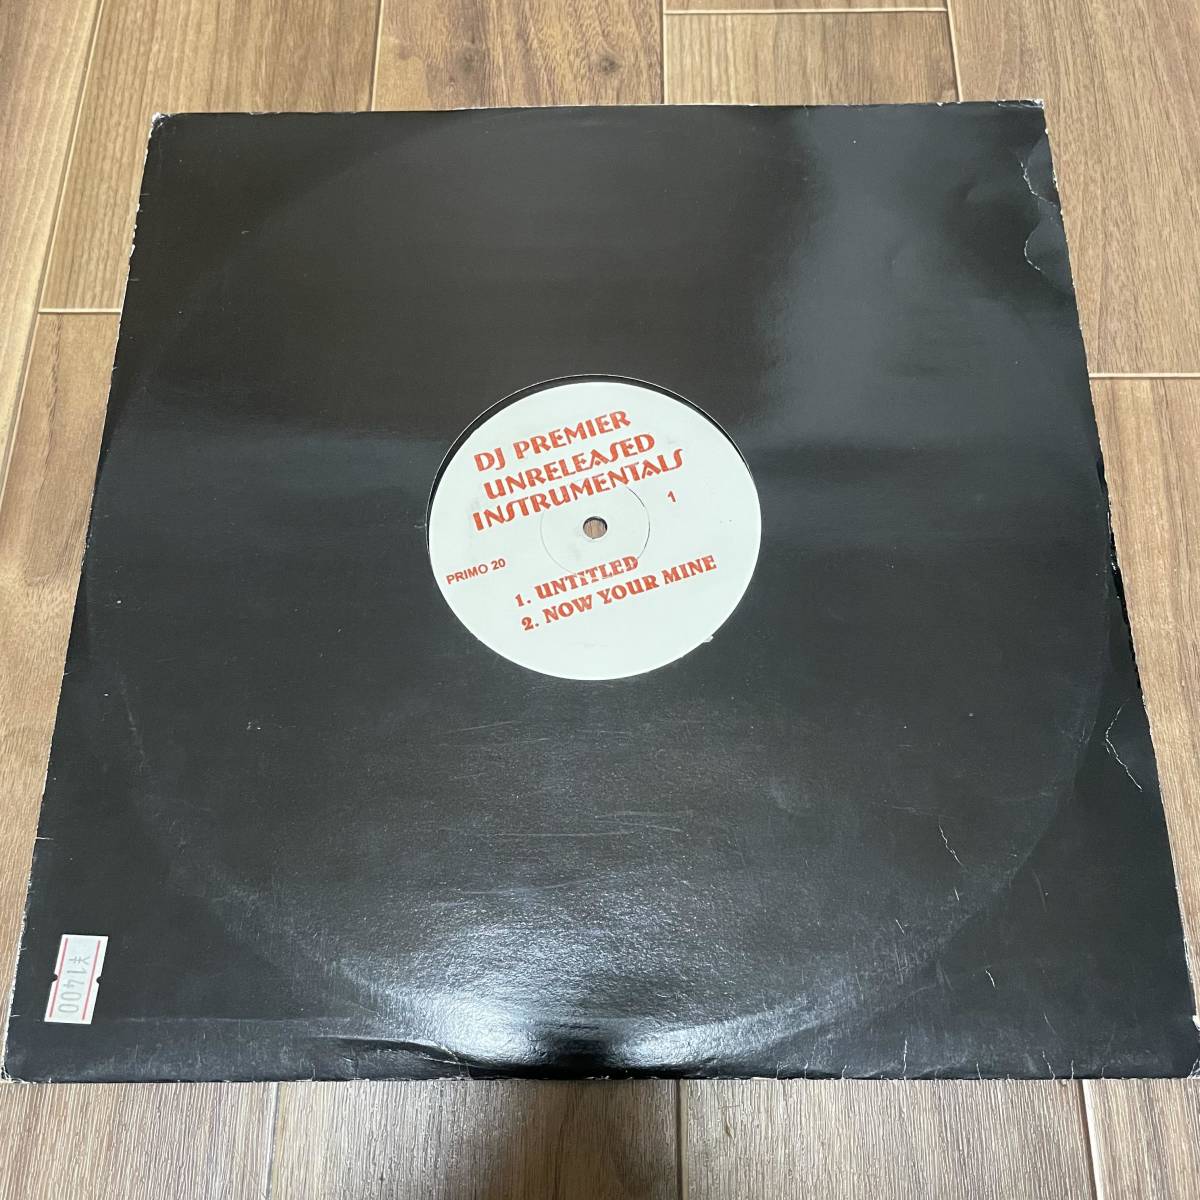 DJ PREMIER
UNRELEASED
INSTRUMENTALS
1
PRIMO 20
1. UNTITLED
2. NOW YOUR MINE
¥1400